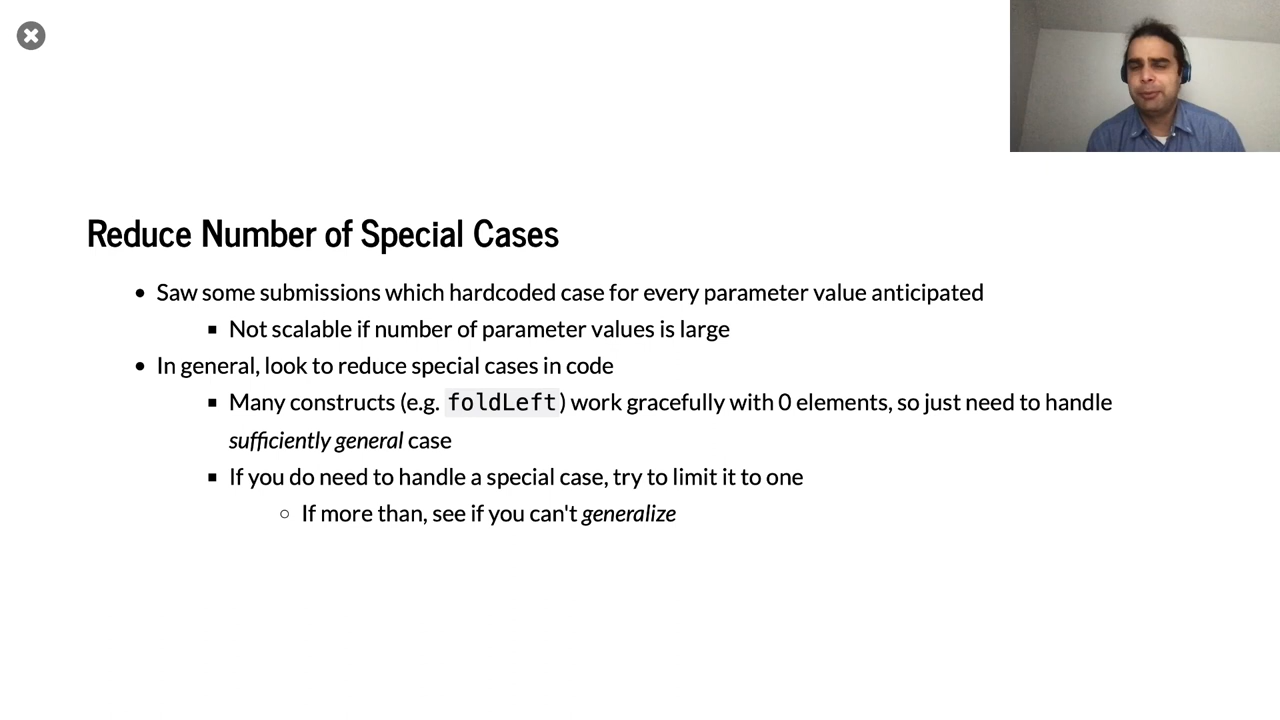 Reduce Number of Special Cases
Saw some submissions which hardcoded case for every parameter value anticipated
Not scalable if number of parameter values is large
In general, look to reduce special cases in code
Many constructs (e.g. foldLeft) work gracefully with 0 elements, so just need to handle
sufficiently general case
If you do need to handle a special case, try to limit it to one
If more than, see if you can't generalize